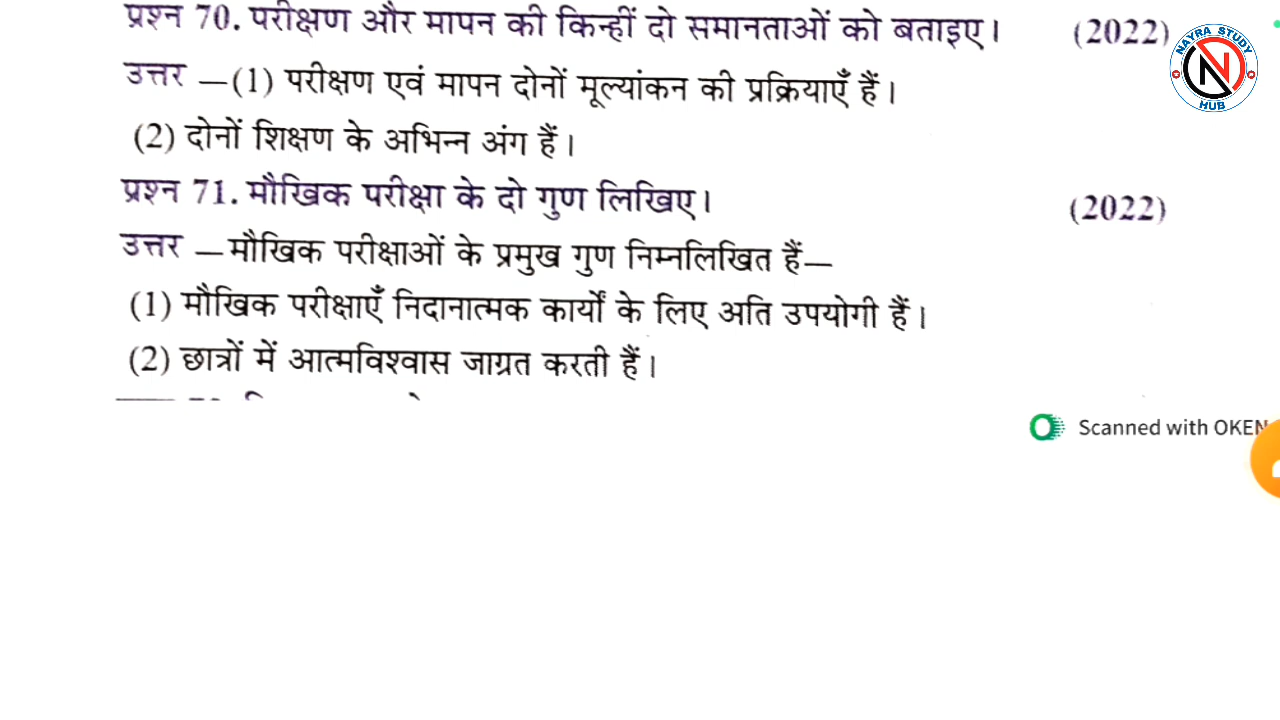 प्रश्न 70. परीक्षण और मापन की किन्हीं दो समानताओं को बताइए। (2022)
NAYRA STUDY
N
HUB
उत्तर —(1) परीक्षण एवं मापन दोनों मूल्यांकन की प्रक्रियाएँ हैं।
(2) दोनों शिक्षण के अभिन्न अंग हैं।
प्रश्न 71. मौखिक परीक्षा के दो गुण लिखिए। (2022)
उत्तर —मौखिक परीक्षाओं के प्रमुख गुण निम्नलिखित हैं—
(1) मौखिक परीक्षाएँ निदानात्मक कार्यों के लिए अति उपयोगी हैं।
(2) छात्रों में आत्मविश्वास जाग्रत करती हैं।
Scanned with OKEN